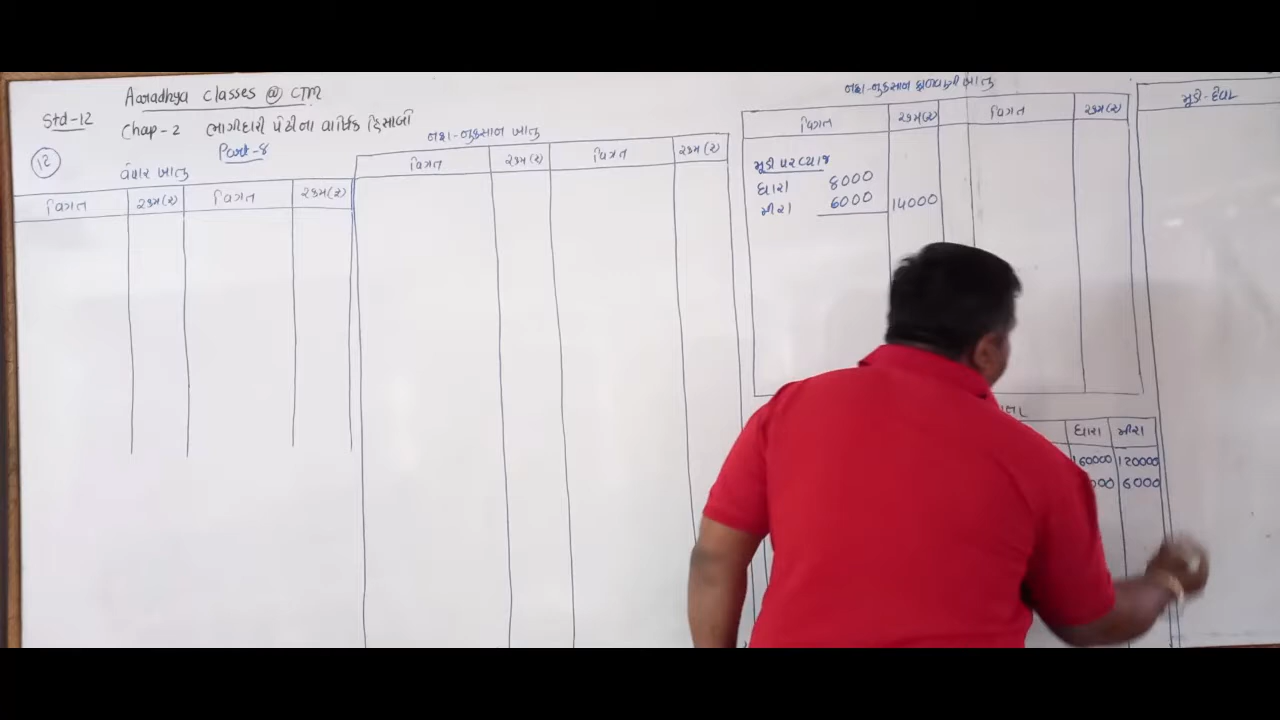 Aaradhya Classes @ CTM
Std-12
Chap-2 ભાગીદારી પેઢીના વાર્ષિક હિસાબો
Part-8
12
વેપાર ખાતુ
વિગત રકમ(રૂ) વિગત રકમ(રૂ)
નફા-નુકસાન ખાતુ
વિગત રકમ(રૂ) વિગત રકમ(રૂ)
નફા-નુકસાન ફાળવણી ખાતુ
વિગત રકમ(રૂ) વિગત રકમ(રૂ)
મૂડી પર વ્યાજ
ધારા 8000
મીરા 6000 14000
ધારા મીરા
160000 120000
000 6000
મૂડી-દેવાં